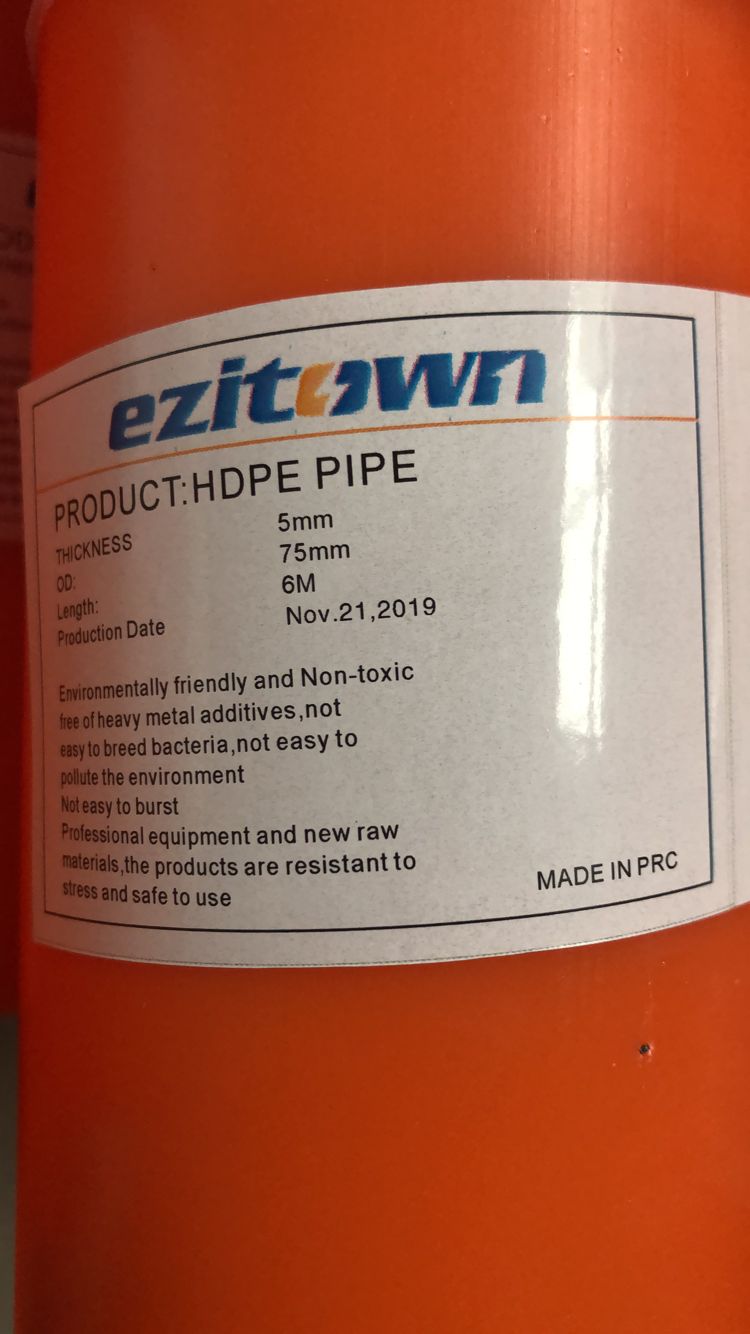 ezitown
PRODUCT:HDPE PIPE
THICKNESS 5mm
OD: 75mm
Length: 6M
Production Date Nov.21,2019
Environmentally friendly and Non-toxic
free of heavy metal additives,not
easy to breed bacteria,not easy to
pollute the environment
Not easy to burst
Professional equipment and new raw
materials,the products are resistant to
stress and safe to use
MADE IN PRC